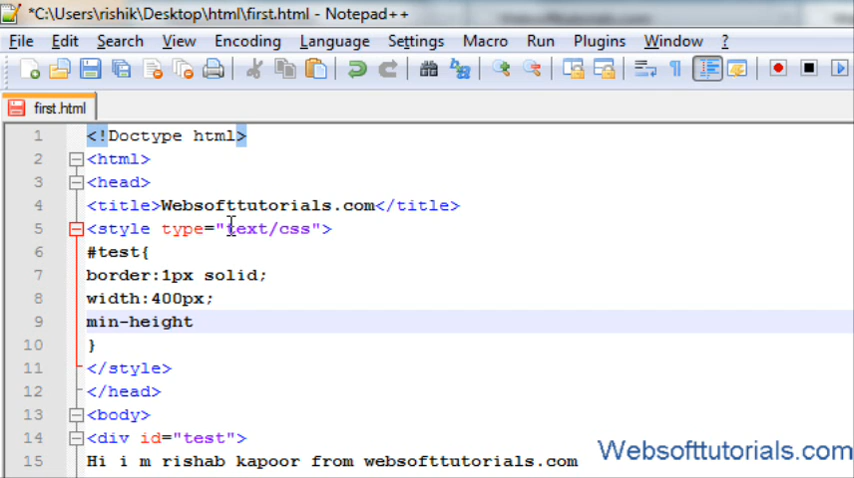 *C:\Users\rishik\Desktop\html\first.html - Notepad++
File Edit Search View Encoding Language Settings Macro Run Plugins Window ?
first.html
1 <!Doctype html>
2 <html>
3 <head>
4 <title>Websofttutorials.com</title>
5 <style type="text/css">
6 #test{
7 border:1px solid;
8 width:400px;
9 min-height
10 }
11 </style>
12 </head>
13 <body>
14 <div id="test">
15 Hi i m rishab kapoor from websofttutorials.com
Websofttutorials.com